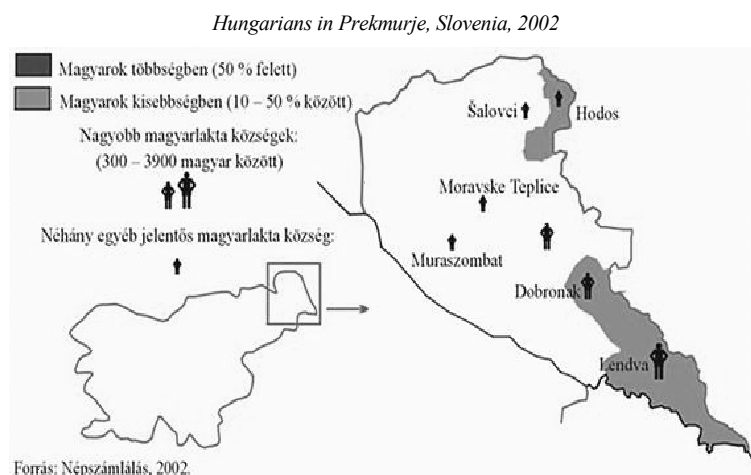 Hungarians in Prekmurje, Slovenia, 2002
Magyarok többségben (50 % felett)
Magyarok kisebbségben (10 – 50 % között)
Nagyobb magyarlakta községek:
(300 – 3900 magyar között)
Néhány egyéb jelentős magyarlakta község:
Šalovci
Hodos
Moravske Teplice
Muraszombat
Dobronak
Lendva
Forrás: Népszámlálás, 2002.